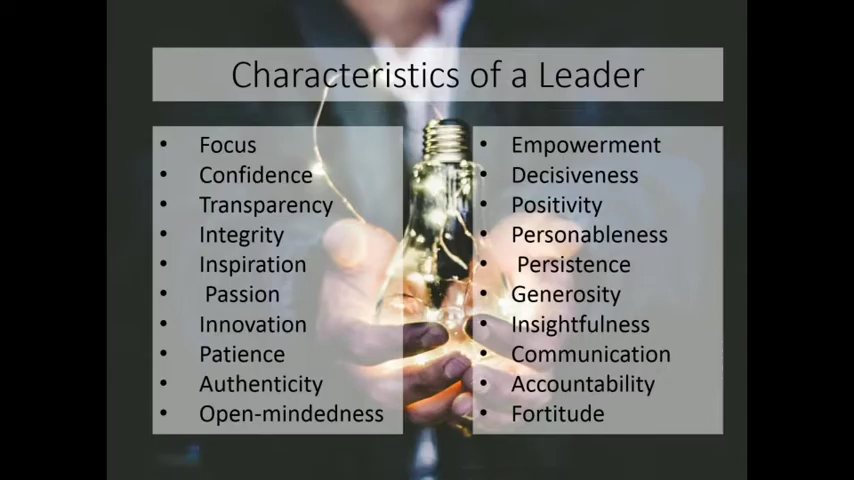 Characteristics of a Leader
• Focus
• Confidence
• Transparency
• Integrity
• Inspiration
• Passion
• Innovation
• Patience
• Authenticity
• Open-mindedness
• Empowerment
• Decisiveness
• Positivity
• Personableness
• Persistence
• Generosity
• Insightfulness
• Communication
• Accountability
• Fortitude